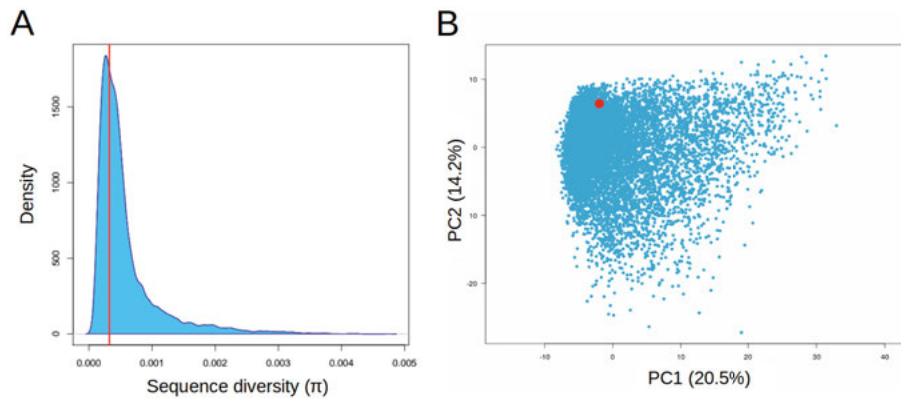 A
B
Density
1500
1000
500
0
0.000 0.001 0.002 0.003 0.004 0.005
Sequence diversity (π)
PC2 (14.2%)
10
0
10
-20
-10 0 10 20 30 40
PC1 (20.5%)